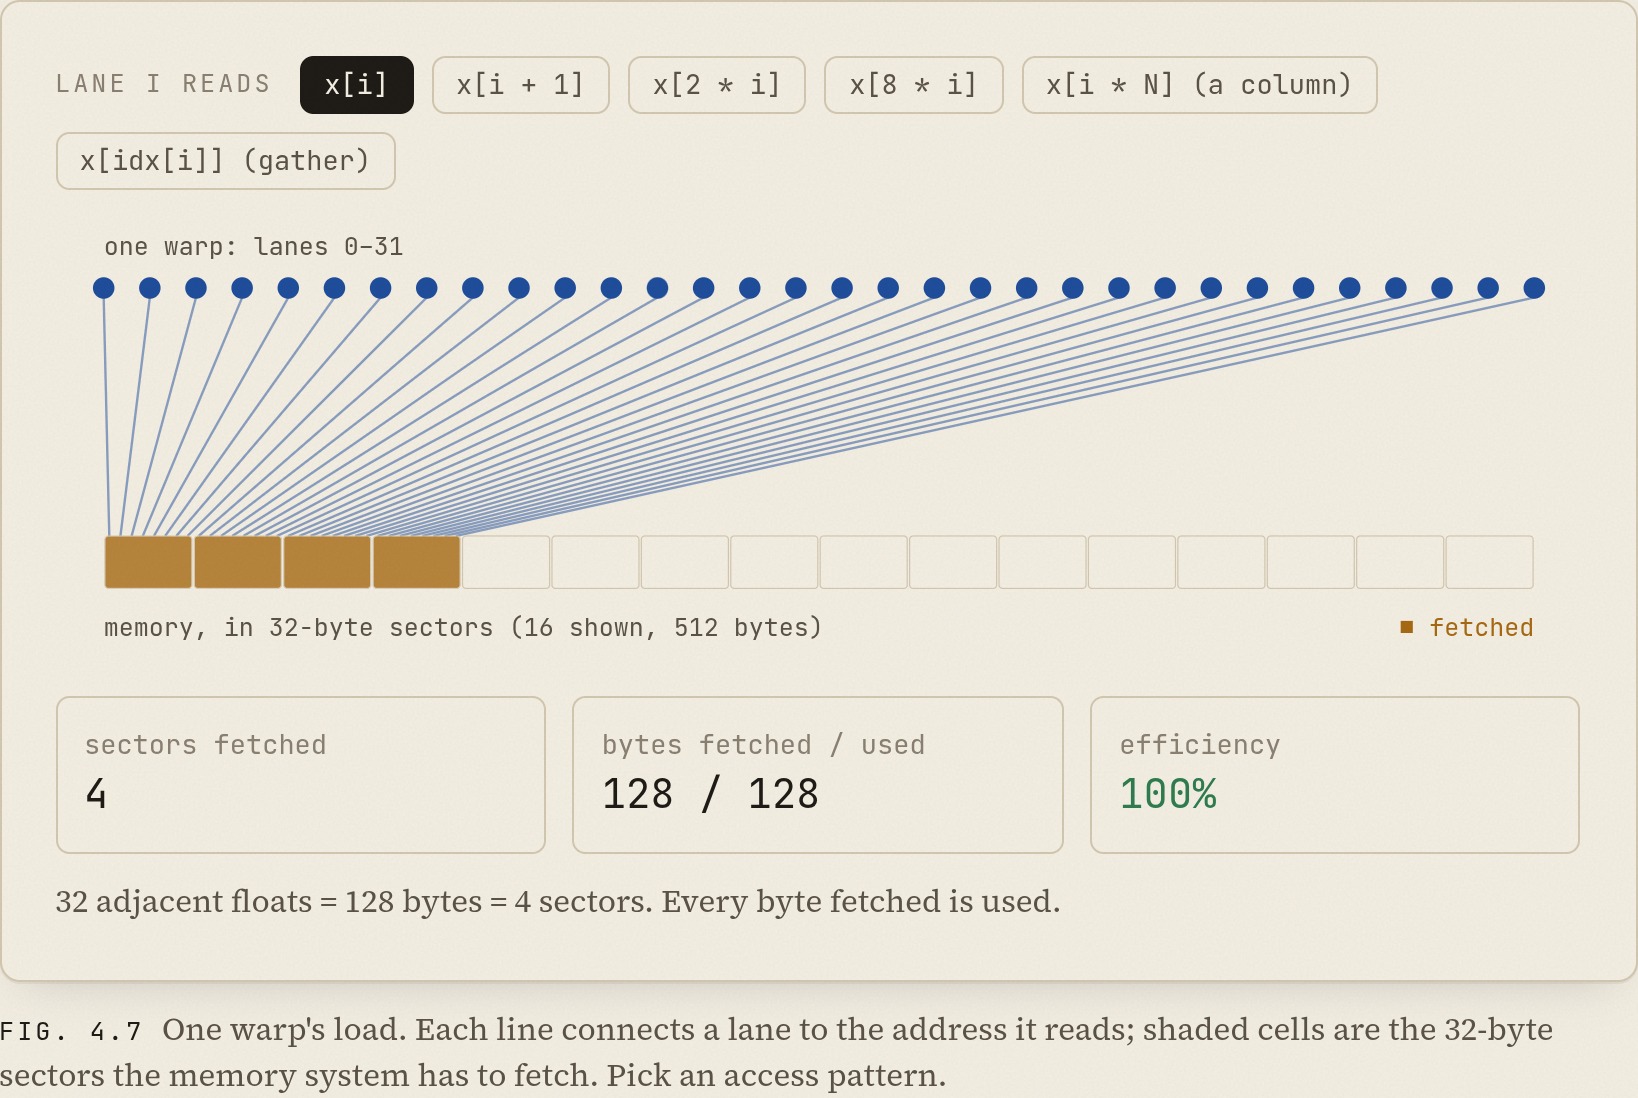 LANE I READS x[i] x[i + 1] x[2 * i] x[8 * i] x[i * N] (a column)
x[idx[i]] (gather)
one warp: lanes 0–31
memory, in 32-byte sectors (16 shown, 512 bytes) ■ fetched
sectors fetched bytes fetched / used efficiency
4 128 / 128 100%
32 adjacent floats = 128 bytes = 4 sectors. Every byte fetched is used.
FIG. 4.7 One warp's load. Each line connects a lane to the address it reads; shaded cells are the 32-byte
sectors the memory system has to fetch. Pick an access pattern.